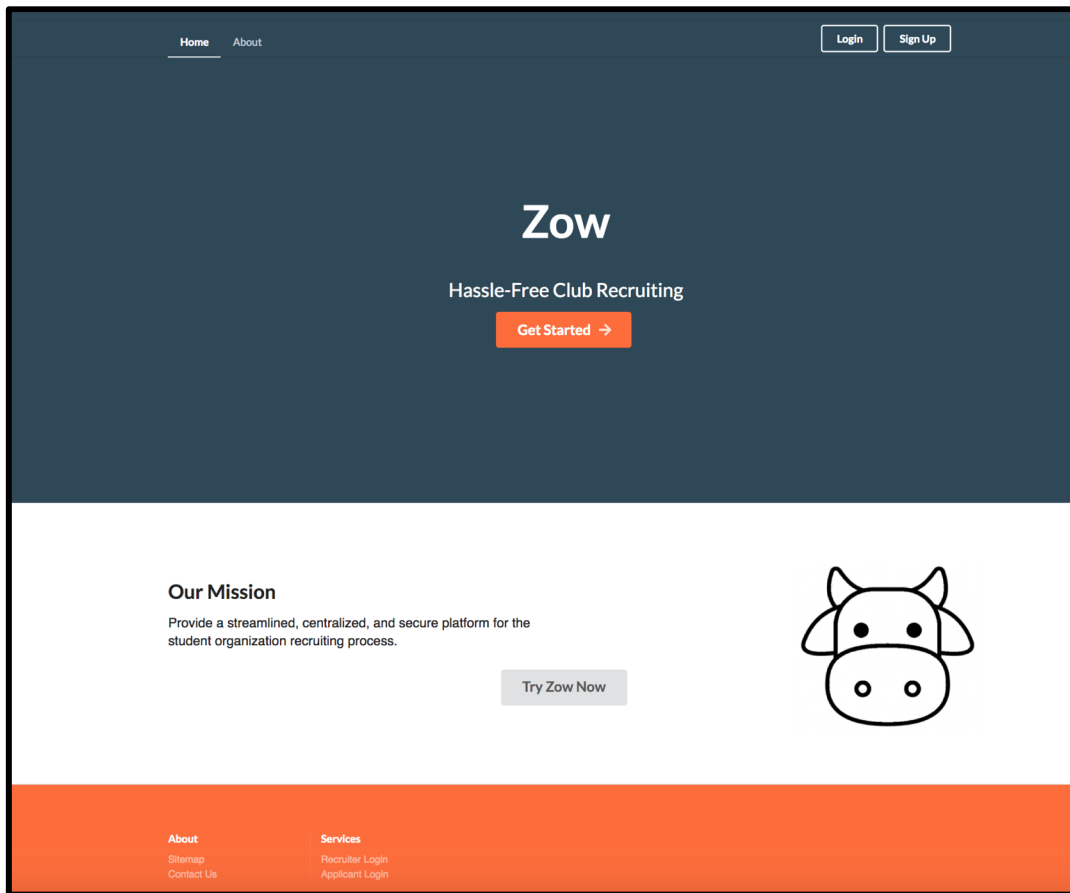 Home About Login Sign Up
Zow
Hassle-Free Club Recruiting
Get Started
Our Mission
Provide a streamlined, centralized, and secure platform for the
student organization recruiting process.
Try Zow Now
About Services
Sitemap Recruiter Login
Contact Us Applicant Login